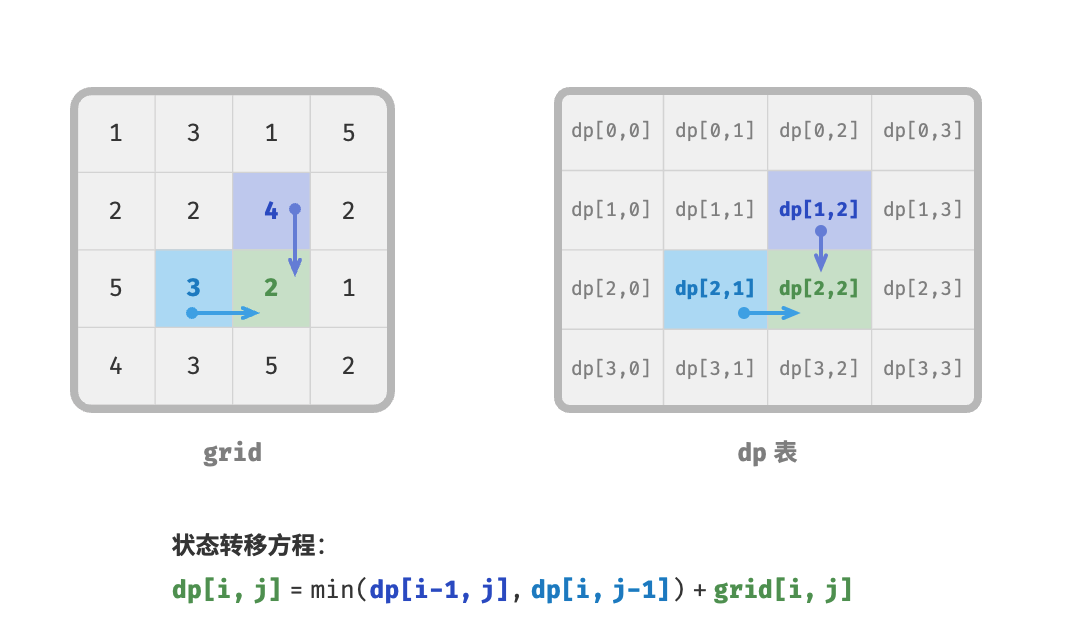 1 3 1 5
2 2 4 2
5 3 2 1
4 3 5 2
grid
dp[0,0] dp[0,1] dp[0,2] dp[0,3]
dp[1,0] dp[1,1] dp[1,2] dp[1,3]
dp[2,0] dp[2,1] dp[2,2] dp[2,3]
dp[3,0] dp[3,1] dp[3,2] dp[3,3]
dp 表
状态转移方程：
dp[i, j] = min(dp[i-1, j], dp[i, j-1]) + grid[i, j]